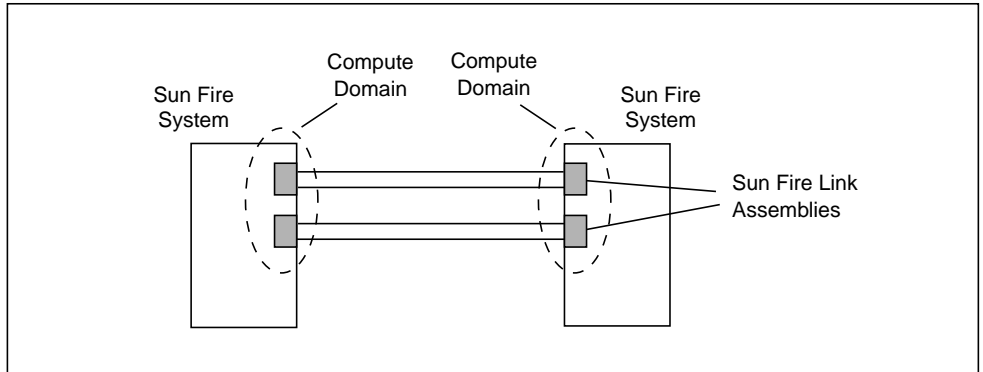 Compute
Domain
Compute
Domain
Sun Fire
System
Sun Fire
System
Sun Fire Link
Assemblies